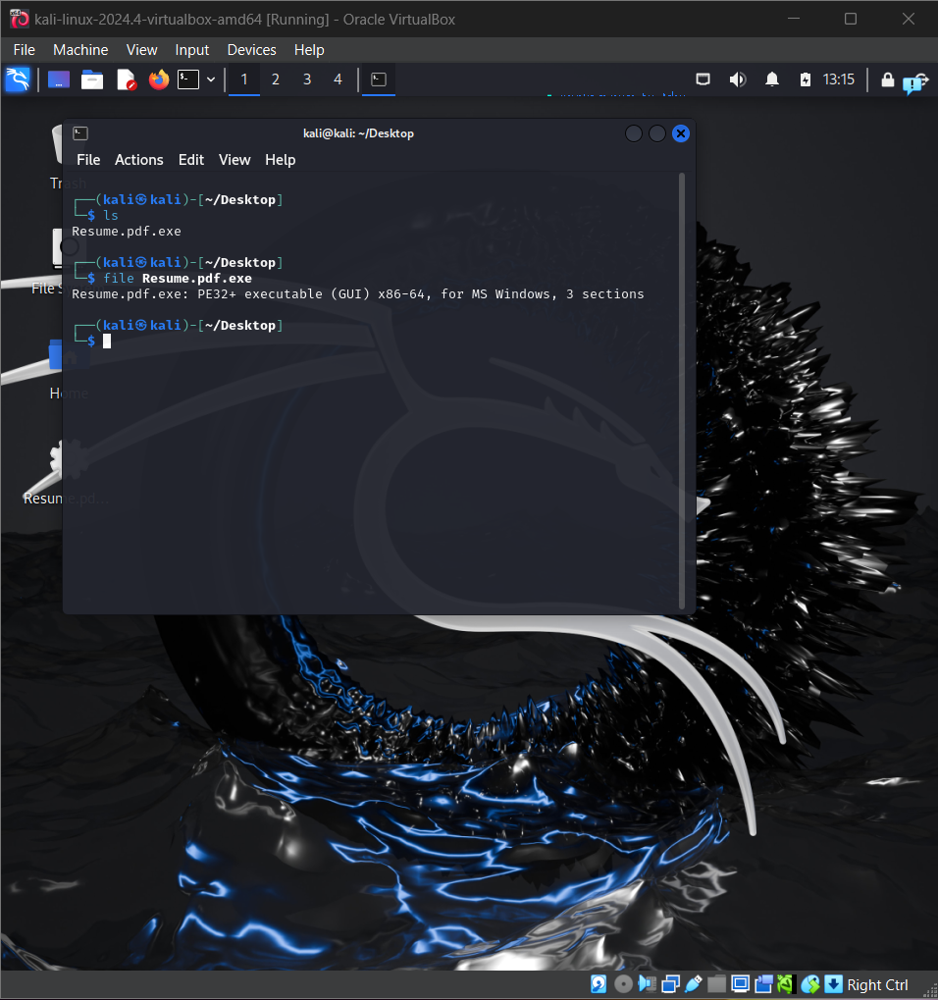 kali-linux-2024.4-virtualbox-amd64 [Running] - Oracle VirtualBox
File Machine View Input Devices Help
1 2 3 4 13:15
kali@kali: ~/Desktop
File Actions Edit View Help
Trash
┌──(kali㉿kali)-[~/Desktop]
└─$ ls
Resume.pdf.exe
┌──(kali㉿kali)-[~/Desktop]
└─$ file Resume.pdf.exe
File S
Resume.pdf.exe: PE32+ executable (GUI) x86-64, for MS Windows, 3 sections
┌──(kali㉿kali)-[~/Desktop]
└─$
Home
Resume.pd...
Right Ctrl